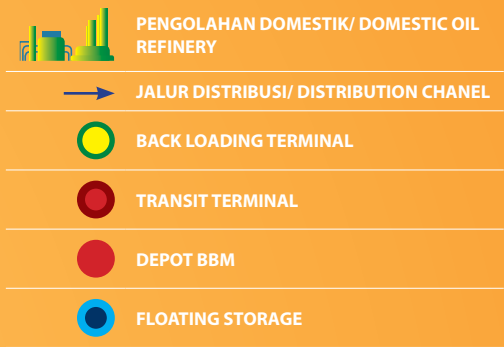 PENGOLAHAN DOMESTIK/ DOMESTIC OIL
REFINERY
JALUR DISTRIBUSI/ DISTRIBUTION CHANEL
BACK LOADING TERMINAL
TRANSIT TERMINAL
DEPOT BBM
FLOATING STORAGE